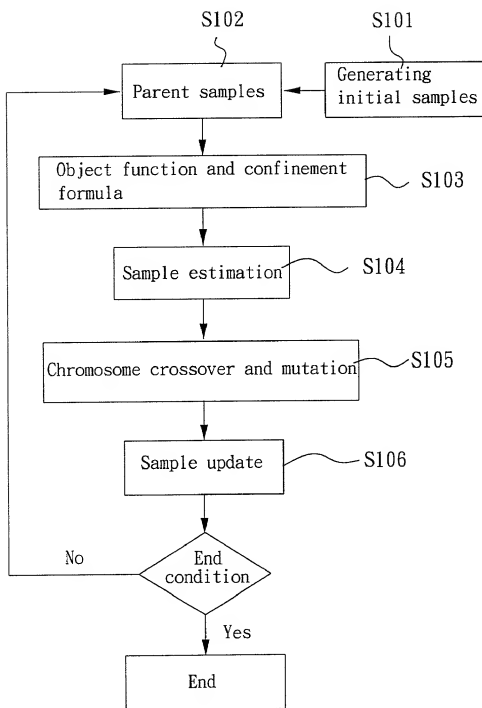 S102
S101
Parent samples
Generating
initial samples
Object function and confinement
formula
S103
Sample estimation
S104
Chromosome crossover and mutation
S105
Sample update
S106
No
End
condition
Yes
End